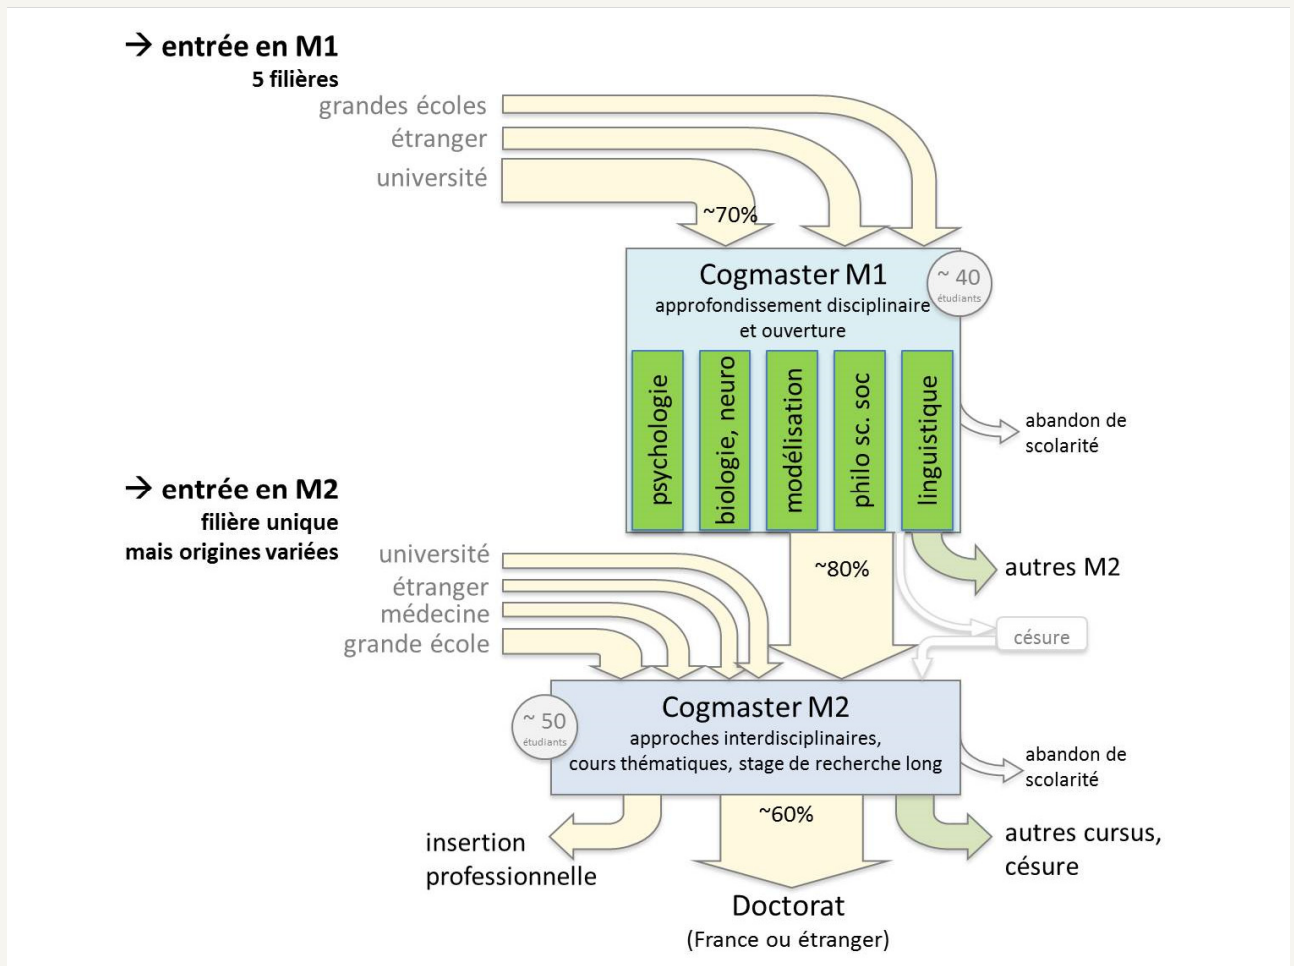 → entrée en M1
5 filières
grandes écoles
étranger
université
~70%
Cogmaster M1
approfondissement disciplinaire
et ouverture
~ 40
étudiants
psychologie
biologie, neuro
modélisation
philo sc. soc
linguistique
abandon de
scolarité
→ entrée en M2
filière unique
mais origines variées
université
étranger
médecine
grande école
~80%
autres M2
césure
Cogmaster M2
approches interdisciplinaires,
cours thématiques, stage de recherche long
~ 50
étudiants
abandon de
scolarité
~60%
insertion
professionnelle
autres cursus,
césure
Doctorat
(France ou étranger)